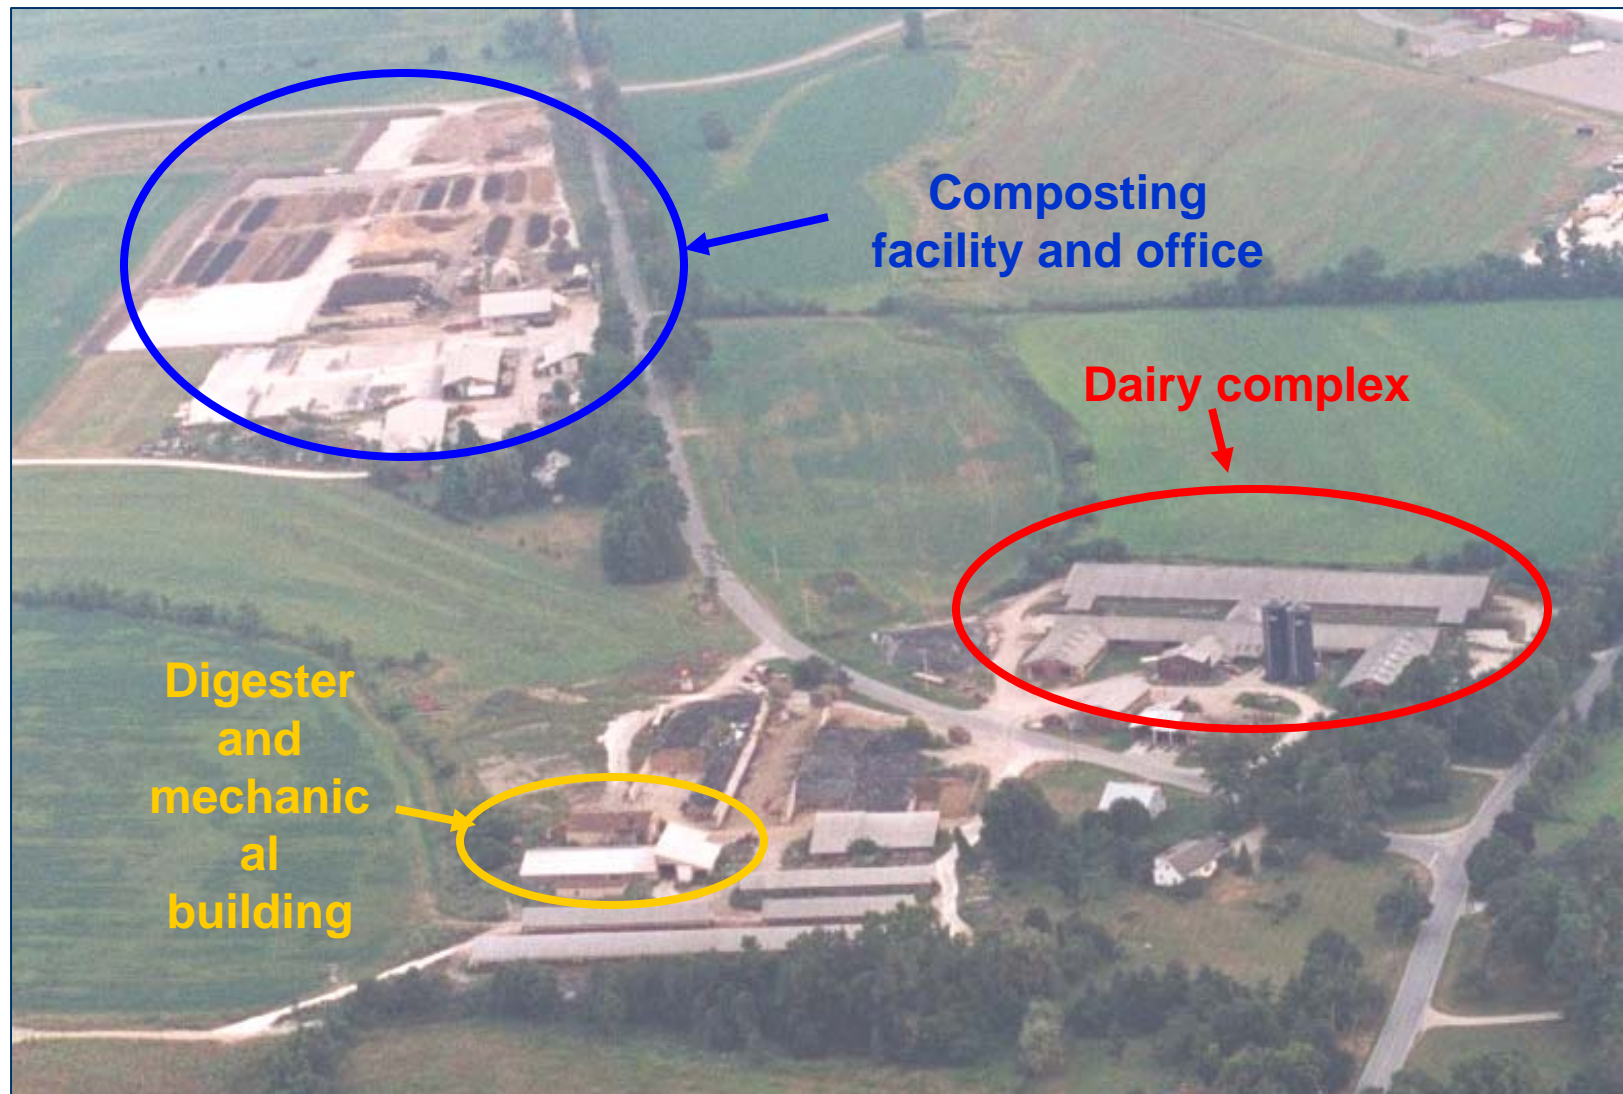 Composting
facility and office
Dairy complex
Digester
and
mechanic
al
building